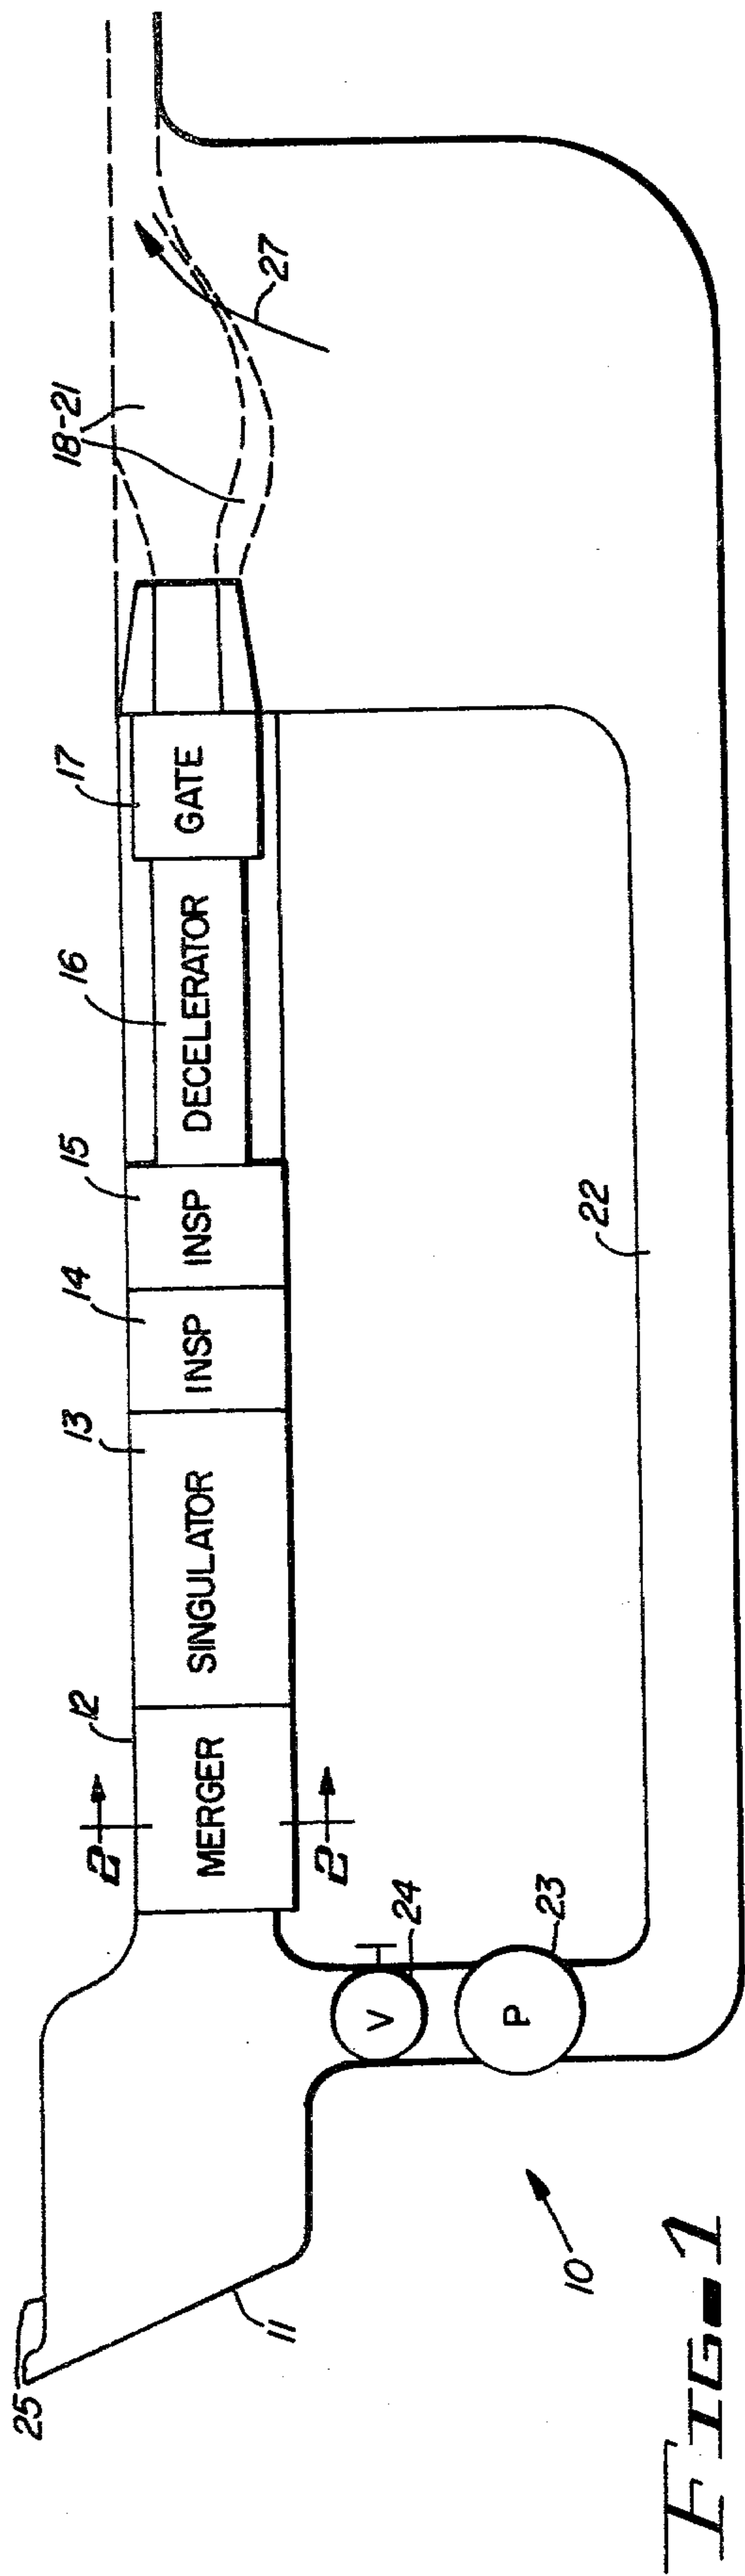 25
11
10
2
2
12
MERGER
13
SINGULATOR
14
INSP
15
INSP
16
DECELERATOR
17
GATE
18-21
27
22
V
24
P
23
FIG-1